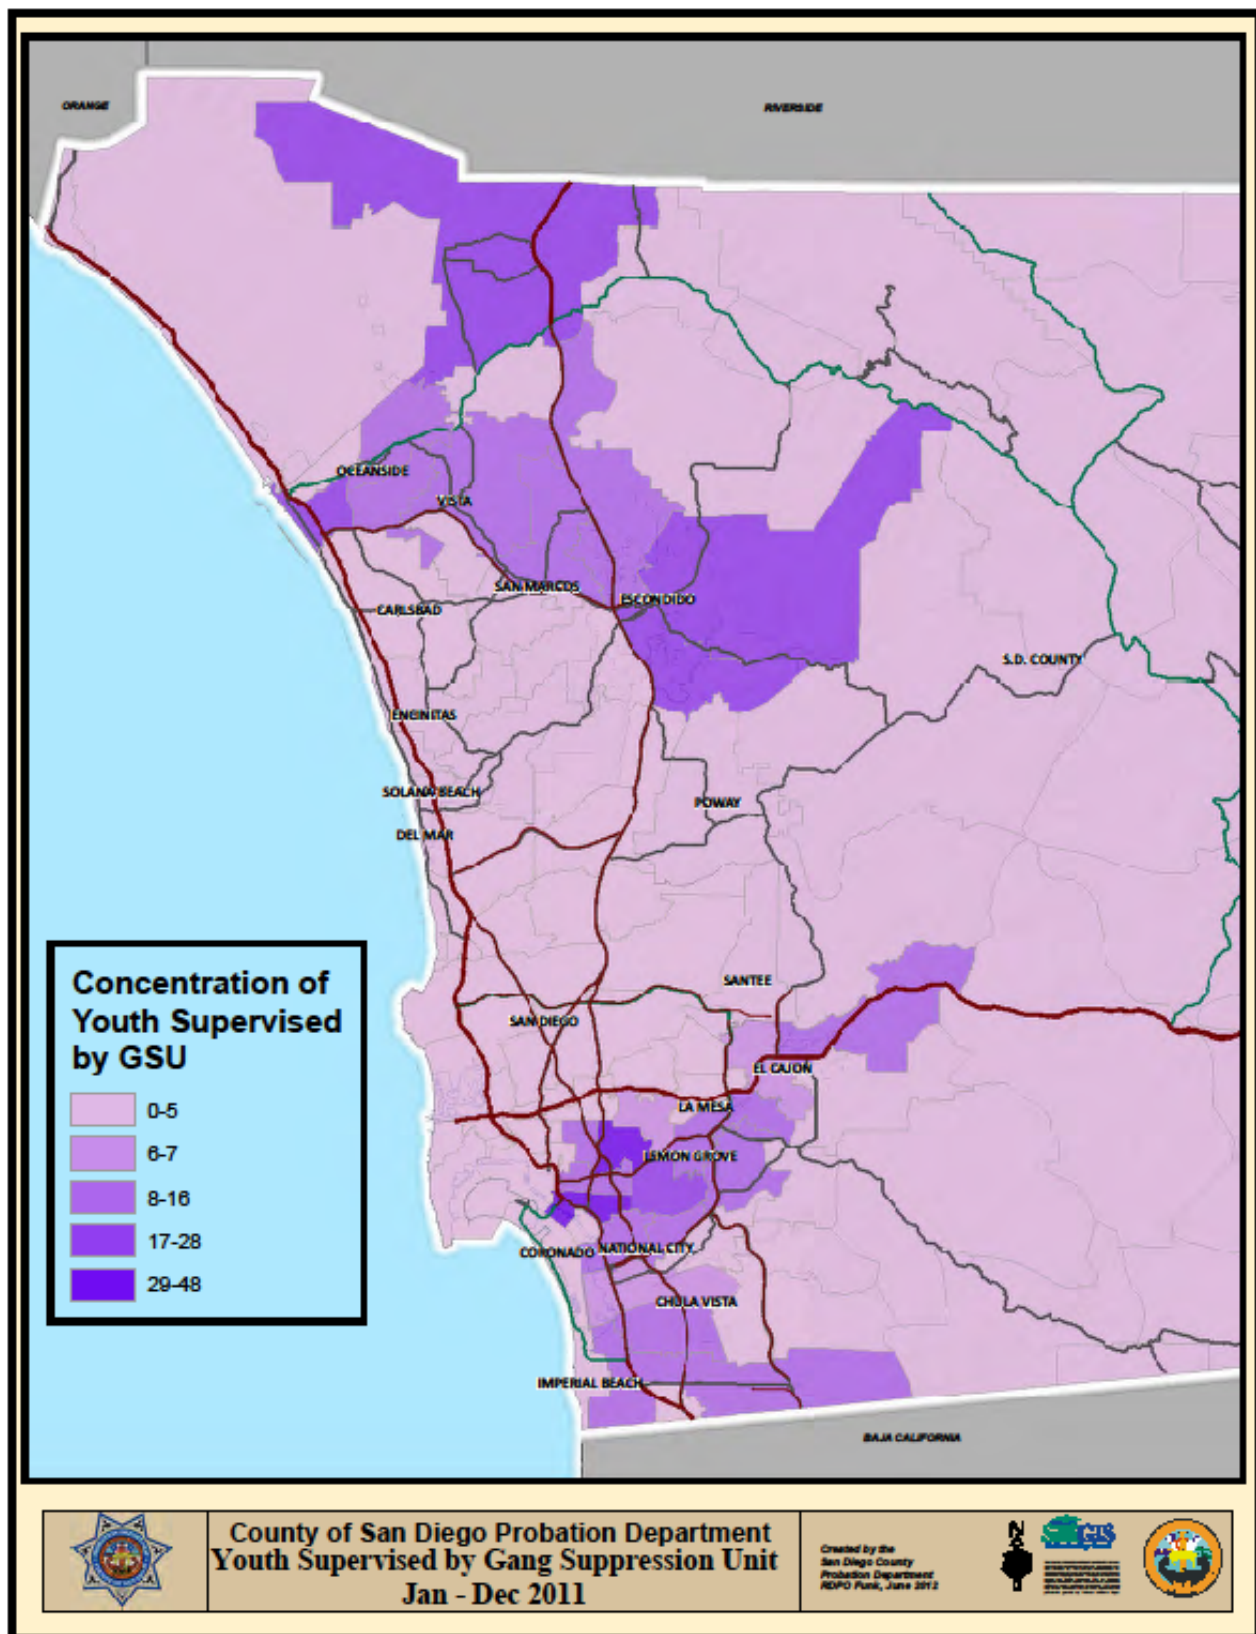 ORANGE
RIVERSIDE
OCEANSIDE
VISTA
SAN MARCOS
ESCONDIDO
CARLSBAD
S.D. COUNTY
ENCINITAS
SOLANA BEACH
POWAY
DEL MAR
SANTEE
SAN DIEGO
EL CAJON
LA MESA
LEMON GROVE
CORONADO
NATIONAL CITY
CHULA VISTA
IMPERIAL BEACH
BAJA CALIFORNIA
Concentration of
Youth Supervised
by GSU
0-5
6-7
8-16
17-28
29-48
County of San Diego Probation Department
Youth Supervised by Gang Suppression Unit
Jan - Dec 2011
Created by the
San Diego County
Probation Department
RDPO Funk, June 2012
N